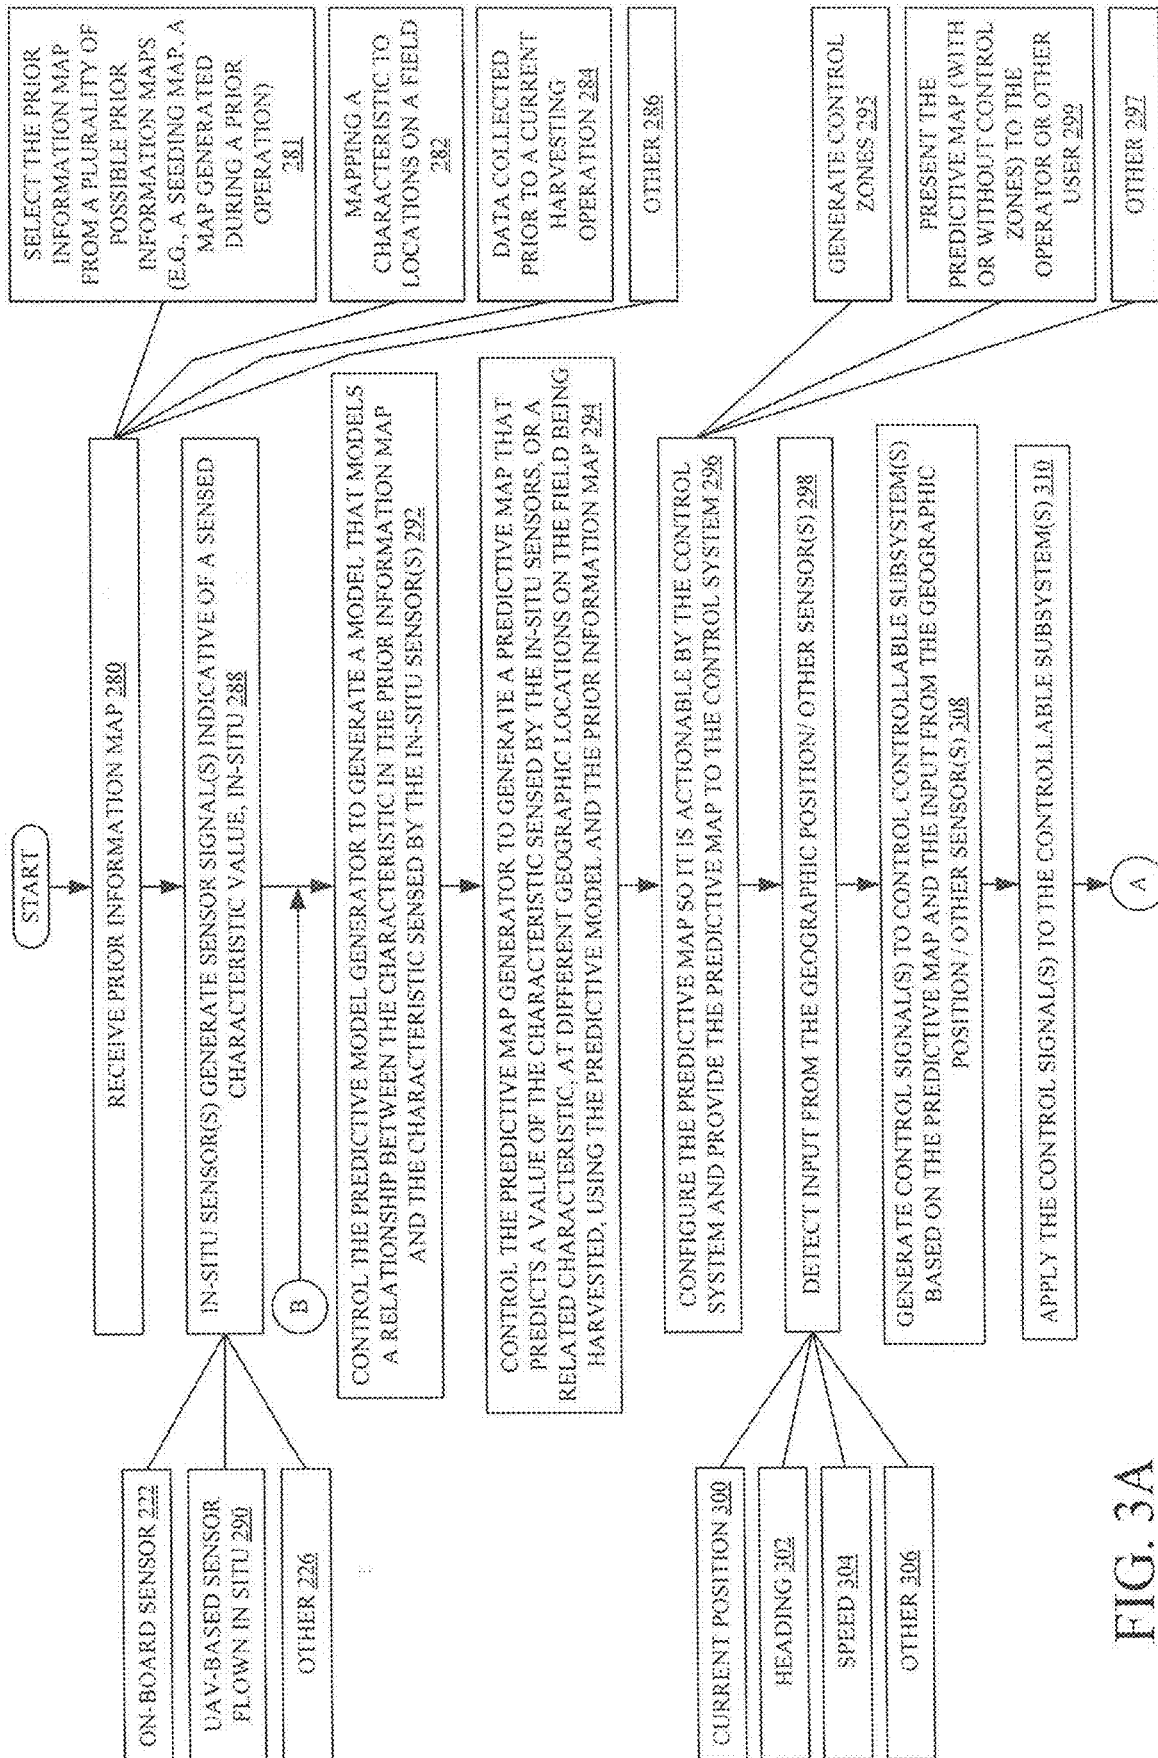 START
RECEIVE PRIOR INFORMATION MAP 280
SELECT THE PRIOR
INFORMATION MAP
FROM A PLURALITY OF
POSSIBLE PRIOR
INFORMATION MAPS
(E.G., A SEEDING MAP, A
MAP GENERATED
DURING A PRIOR
OPERATION)
281
MAPPING A
CHARACTERISTIC TO
LOCATIONS ON A FIELD
282
DATA COLLECTED
PRIOR TO A CURRENT
HARVESTING
OPERATION 284
OTHER 286
IN-SITU SENSOR(S) GENERATE SENSOR SIGNAL(S) INDICATIVE OF A SENSED
CHARACTERISTIC VALUE, IN-SITU 288
ON-BOARD SENSOR 222
UAV-BASED SENSOR
FLOWN IN SITU 290
OTHER 226
B
CONTROL THE PREDICTIVE MODEL GENERATOR TO GENERATE A MODEL THAT MODELS
A RELATIONSHIP BETWEEN THE CHARACTERISTIC IN THE PRIOR INFORMATION MAP
AND THE CHARACTERISTIC SENSED BY THE IN-SITU SENSOR(S) 292
CONTROL THE PREDICTIVE MAP GENERATOR TO GENERATE A PREDICTIVE MAP THAT
PREDICTS A VALUE OF THE CHARACTERISTIC SENSED BY THE IN-SITU SENSORS, OR A
RELATED CHARACTERISTIC, AT DIFFERENT GEOGRAPHIC LOCATIONS ON THE FIELD BEING
HARVESTED, USING THE PREDICTIVE MODEL AND THE PRIOR INFORMATION MAP 294
CONFIGURE THE PREDICTIVE MAP SO IT IS ACTIONABLE BY THE CONTROL
SYSTEM AND PROVIDE THE PREDICTIVE MAP TO THE CONTROL SYSTEM 296
GENERATE CONTROL
ZONES 295
PRESENT THE
PREDICTIVE MAP (WITH
OR WITHOUT CONTROL
ZONES) TO THE
OPERATOR OR OTHER
USER 299
OTHER 297
DETECT INPUT FROM THE GEOGRAPHIC POSITION/ OTHER SENSOR(S) 298
CURRENT POSITION 300
HEADING 302
SPEED 304
OTHER 306
GENERATE CONTROL SIGNAL(S) TO CONTROL CONTROLLABLE SUBSYSTEM(S)
BASED ON THE PREDICTIVE MAP AND THE INPUT FROM THE GEOGRAPHIC
POSITION / OTHER SENSOR(S) 308
APPLY THE CONTROL SIGNAL(S) TO THE CONTROLLABLE SUBSYSTEM(S) 310
A
FIG. 3A